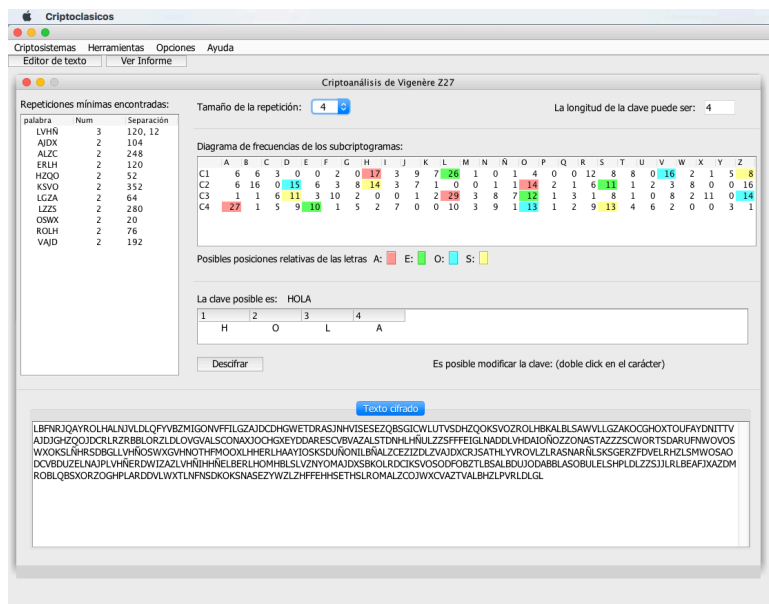 Criptoclasicos
Criptosistemas Herramientas Opciones Ayuda
Editor de texto Ver Informe
Criptoanálisis de Vigenère Z27
Repeticiones mínimas encontradas:
palabra Num Separación
LVHÑ 3 120, 12
AJDX 2 104
ALZC 2 248
ERLH 2 120
HZQO 2 52
KSVO 2 352
LGZA 2 64
LZZS 2 280
OSWX 2 20
ROLH 2 76
VAJD 2 192
Tamaño de la repetición: 4
La longitud de la clave puede ser: 4
Diagrama de frecuencias de los subcriptogramas:
A B C D E F G H I J K L M N Ñ O P Q R S T U V W X Y Z
C1 6 6 3 0 0 2 0 17 3 9 7 26 1 0 1 4 0 0 12 8 8 0 16 2 1 5 8
C2 6 16 0 15 6 3 8 14 3 7 1 0 0 1 1 14 2 1 6 11 1 2 3 8 0 0 16
C3 1 1 6 11 3 10 2 0 0 1 2 29 3 8 7 12 1 3 1 8 1 0 8 2 11 0 14
C4 27 1 5 9 10 1 5 2 7 0 0 10 3 9 1 13 1 2 9 13 4 6 2 0 0 3 1
Posibles posiciones relativas de las letras A: E: O: S:
La clave posible es: HOLA
1 2 3 4
H O L A
Descifrar
Es posible modificar la clave: (doble click en el carácter)
Texto cifrado
LBFNRJQAYROLHALNJVLDLQFYVBZMIGONVFFILGZAJDCDHGWETDRASJNHVISESEZQBSGICWLUTVSDHZQOKSVOZROLHBKALBLSAWVLLGZAKOCGHOXTOUFAYDNITTV
AJDJGHZQOJDCRLRZRBBLORZLDLOVGVALSCONAXJOCHGXEYDDARESCVBVAZALSTDNHLHÑULZZSFFFEIGLNADDLVHDAIOÑOZZONASTAZZZSCWORTSDARUFNWOVOS
WXOKSLÑHRSDBGLLVHÑOSWXGVHNOTHFMOOXLHHERLHAAYIOSKSDUÑONILBÑALZCEZIZDLZVAJDXCRJSATHLYVROVLZLRASNARÑLSKSGERZFDVELRHZLSMWOSAO
DCVBDUZELNAJPLVHÑERDWIZAZLVHÑIHHÑELBERLHOMHBLSLVZNYOMAJDXSBKOLRDCIKSVOSODFOBZTLBSALBDUJODABBLASOBULELSHPLDLZZSJJLRLBEAFJXAZDM
ROBLQBSXORZOGHPLARDDVLWXTLNFNSDKOKSNASEZYWZLZHFFEHHSETHSLROMALZCOJWXCVAZTVALBHZLPVRLDLGL